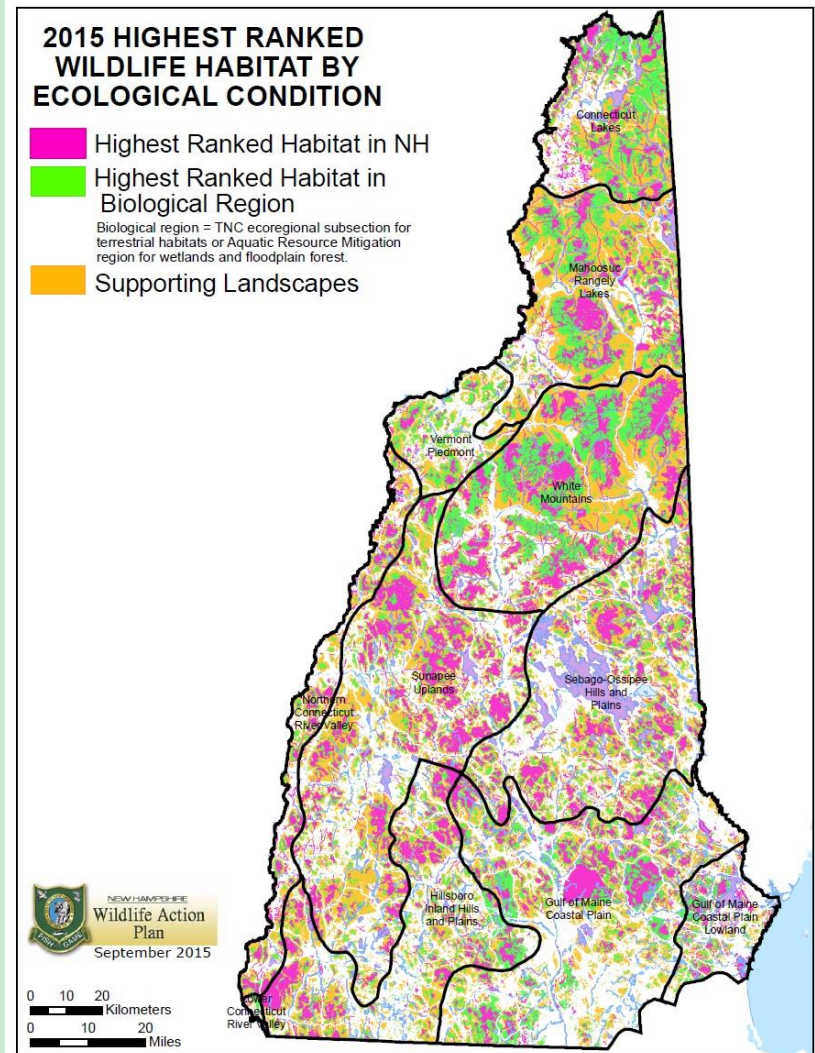 2015 HIGHEST RANKED
WILDLIFE HABITAT BY
ECOLOGICAL CONDITION
Highest Ranked Habitat in NH
Highest Ranked Habitat in
Biological Region
Biological region = TNC ecoregional subsection for
terrestrial habitats or Aquatic Resource Mitigation
region for wetlands and floodplain forest.
Supporting Landscapes
Connecticut
Lakes
Mahoosuc
Rangely
Lakes
Vermont
Piedmont
White
Mountains
Sunapee
Uplands
Sebago-Ossipee
Hills and
Plains
Northern
Connecticut
River Valley
Hillsboro
Inland Hills
and Plains
Gulf of Maine
Coastal Plain
Gulf of Maine
Coastal Plain
Lowland
Lower
Connecticut
River Valley
FISH GAME
NEW HAMPSHIRE
Wildlife Action
Plan
September 2015
0 10 20
Kilometers
0 10 20
Miles